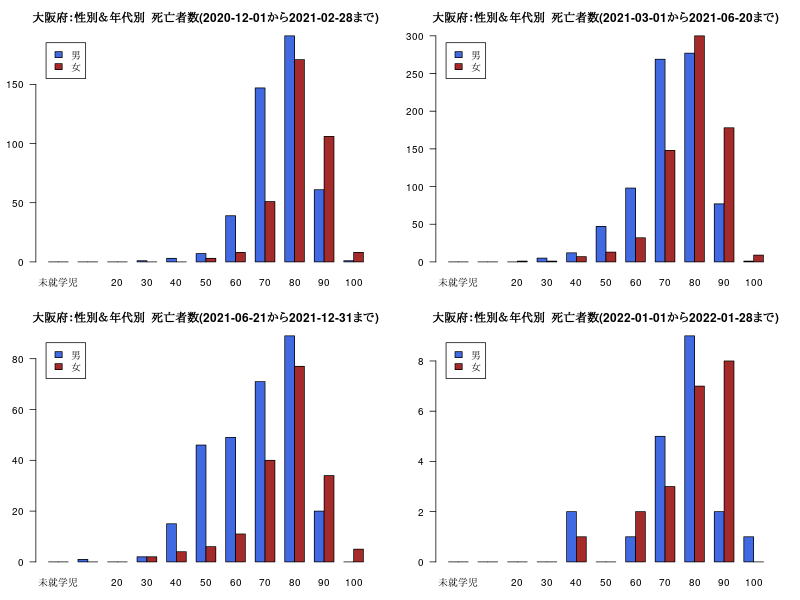 大阪府：性別＆年代別 死亡者数(2020-12-01から2021-02-28まで)
男
女
150
100
50
0
未就学児 20 30 40 50 60 70 80 90 100
大阪府：性別＆年代別 死亡者数(2021-03-01から2021-06-20まで)
男
女
300
250
200
150
100
50
0
未就学児 20 30 40 50 60 70 80 90 100
大阪府：性別＆年代別 死亡者数(2021-06-21から2021-12-31まで)
男
女
80
60
40
20
0
未就学児 20 30 40 50 60 70 80 90 100
大阪府：性別＆年代別 死亡者数(2022-01-01から2022-01-28まで)
男
女
8
6
4
2
0
未就学児 20 30 40 50 60 70 80 90 100